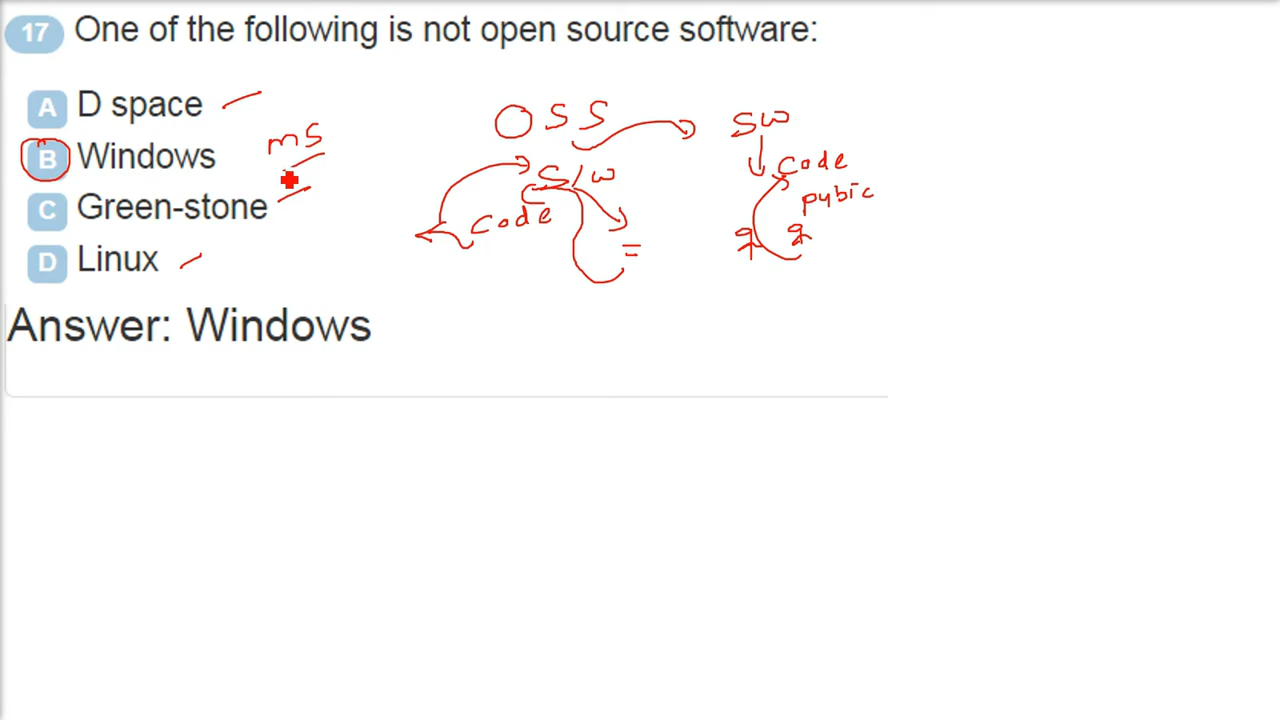 17 One of the following is not open source software:
A D space
B Windows
C Green-stone
D Linux
Answer: Windows
ms
OSS
S/W
Code
SW
Code
pybic